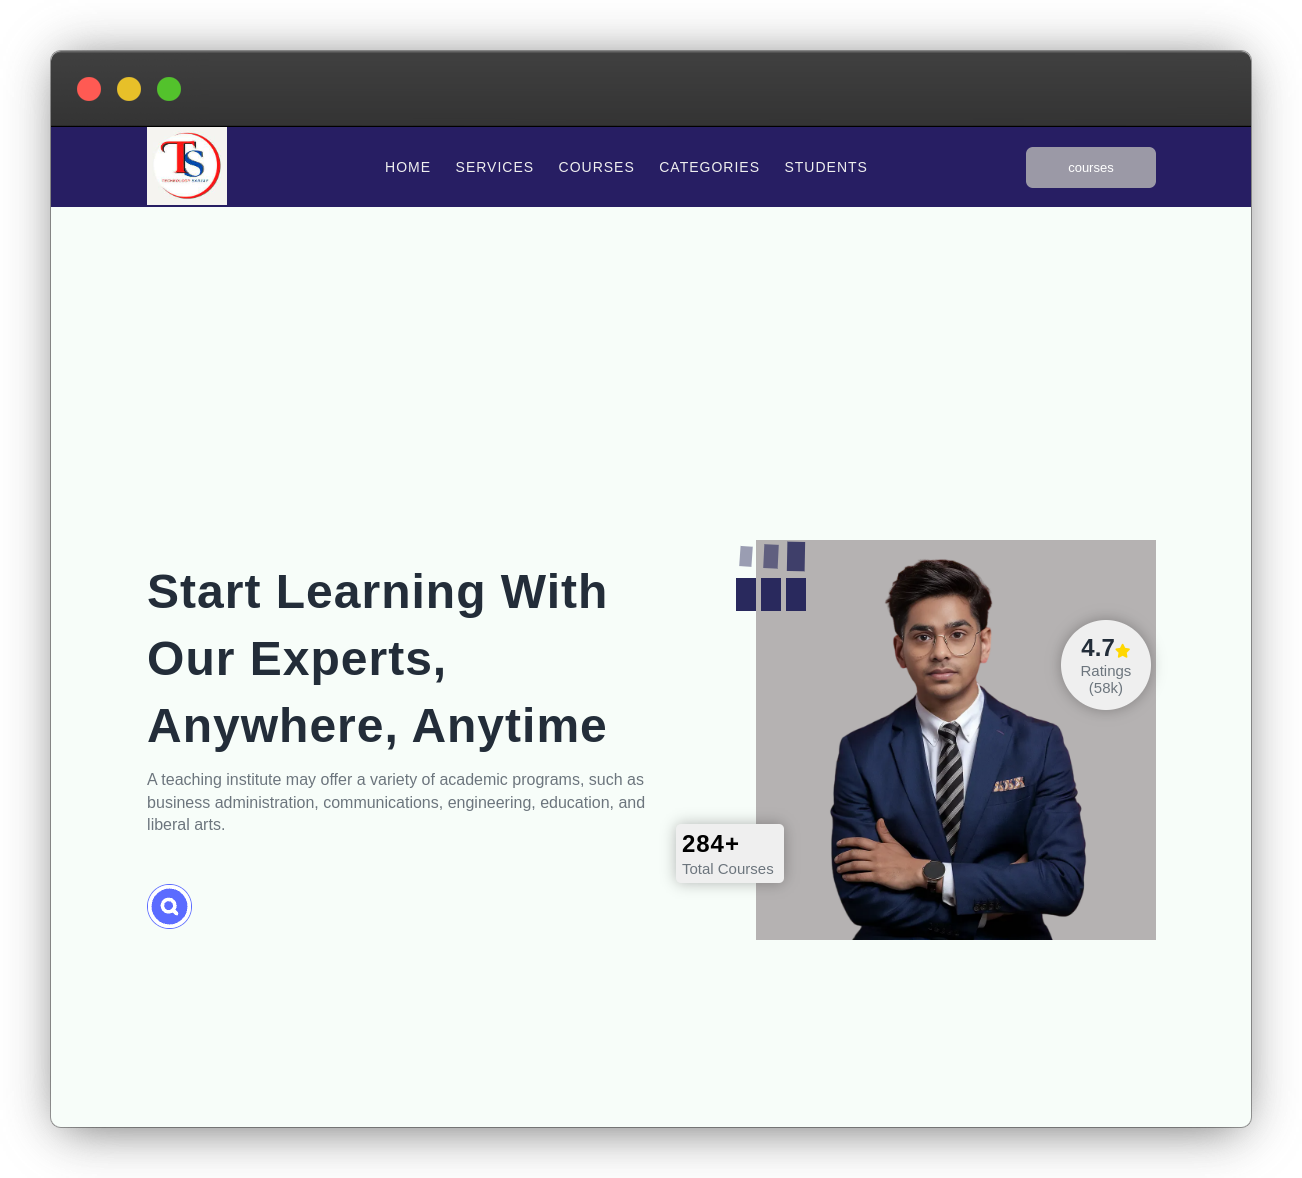 TS
HOME SERVICES COURSES CATEGORIES STUDENTS
courses
Start Learning With
Our Experts,
Anywhere, Anytime
A teaching institute may offer a variety of academic programs, such as
business administration, communications, engineering, education, and
liberal arts.
4.7
Ratings
(58k)
284+
Total Courses